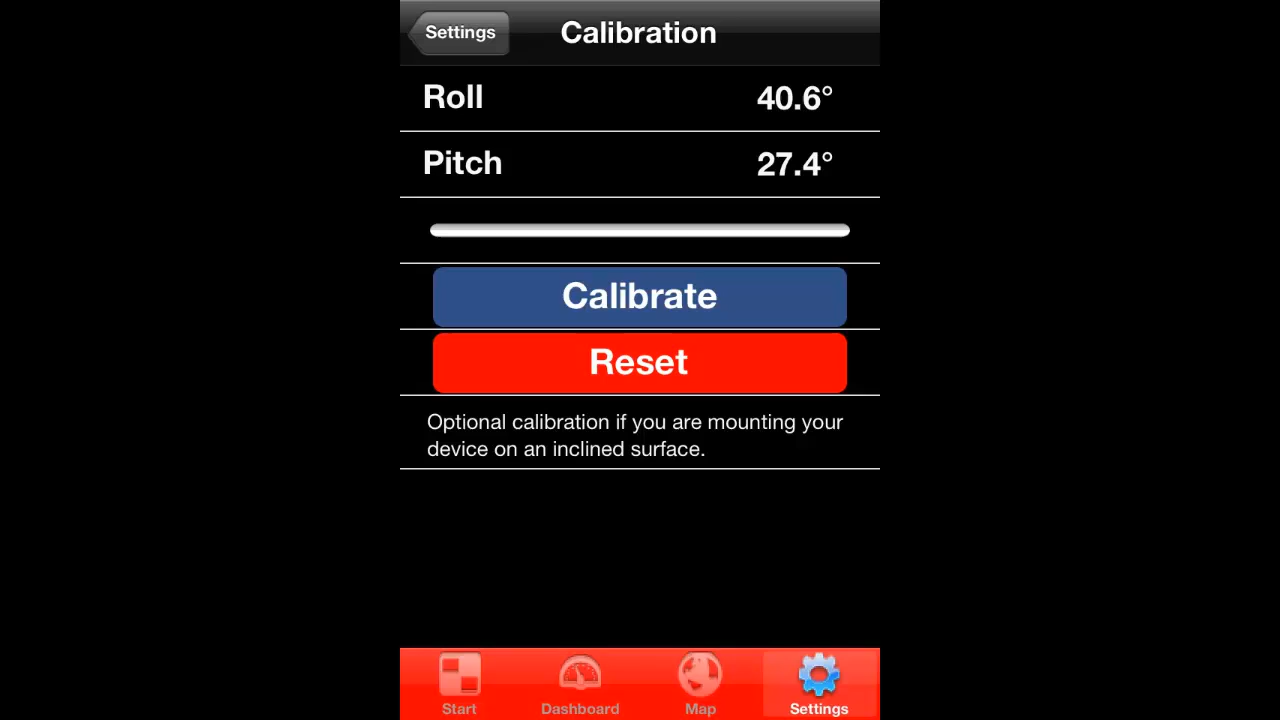 Settings
Calibration
Roll 40.6°
Pitch 27.4°
Calibrate
Reset
Optional calibration if you are mounting your
device on an inclined surface.
Start Dashboard Map Settings